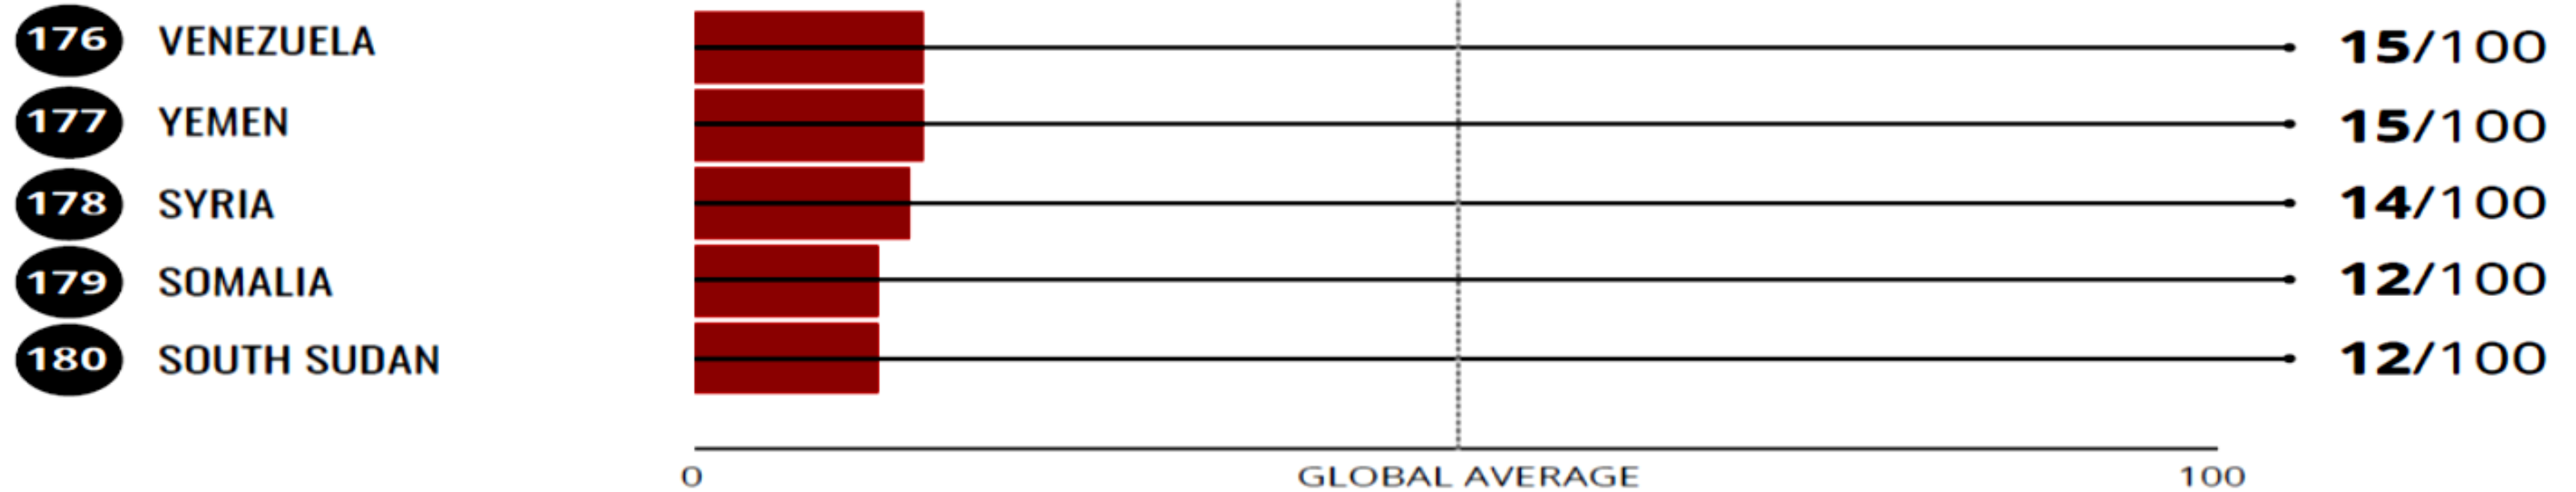 176 VENEZUELA 15/100
177 YEMEN 15/100
178 SYRIA 14/100
179 SOMALIA 12/100
180 SOUTH SUDAN 12/100
0 GLOBAL AVERAGE 100